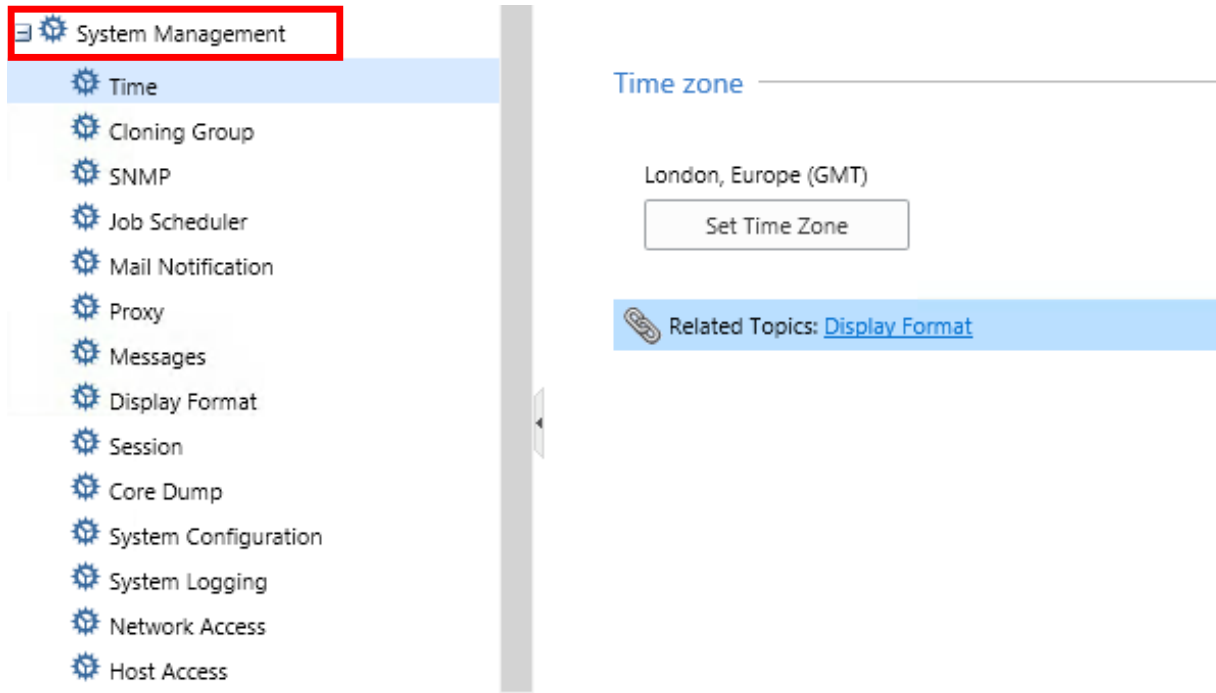 System Management
Time
Cloning Group
SNMP
Job Scheduler
Mail Notification
Proxy
Messages
Display Format
Session
Core Dump
System Configuration
System Logging
Network Access
Host Access
Time zone
London, Europe (GMT)
Set Time Zone
Related Topics: Display Format